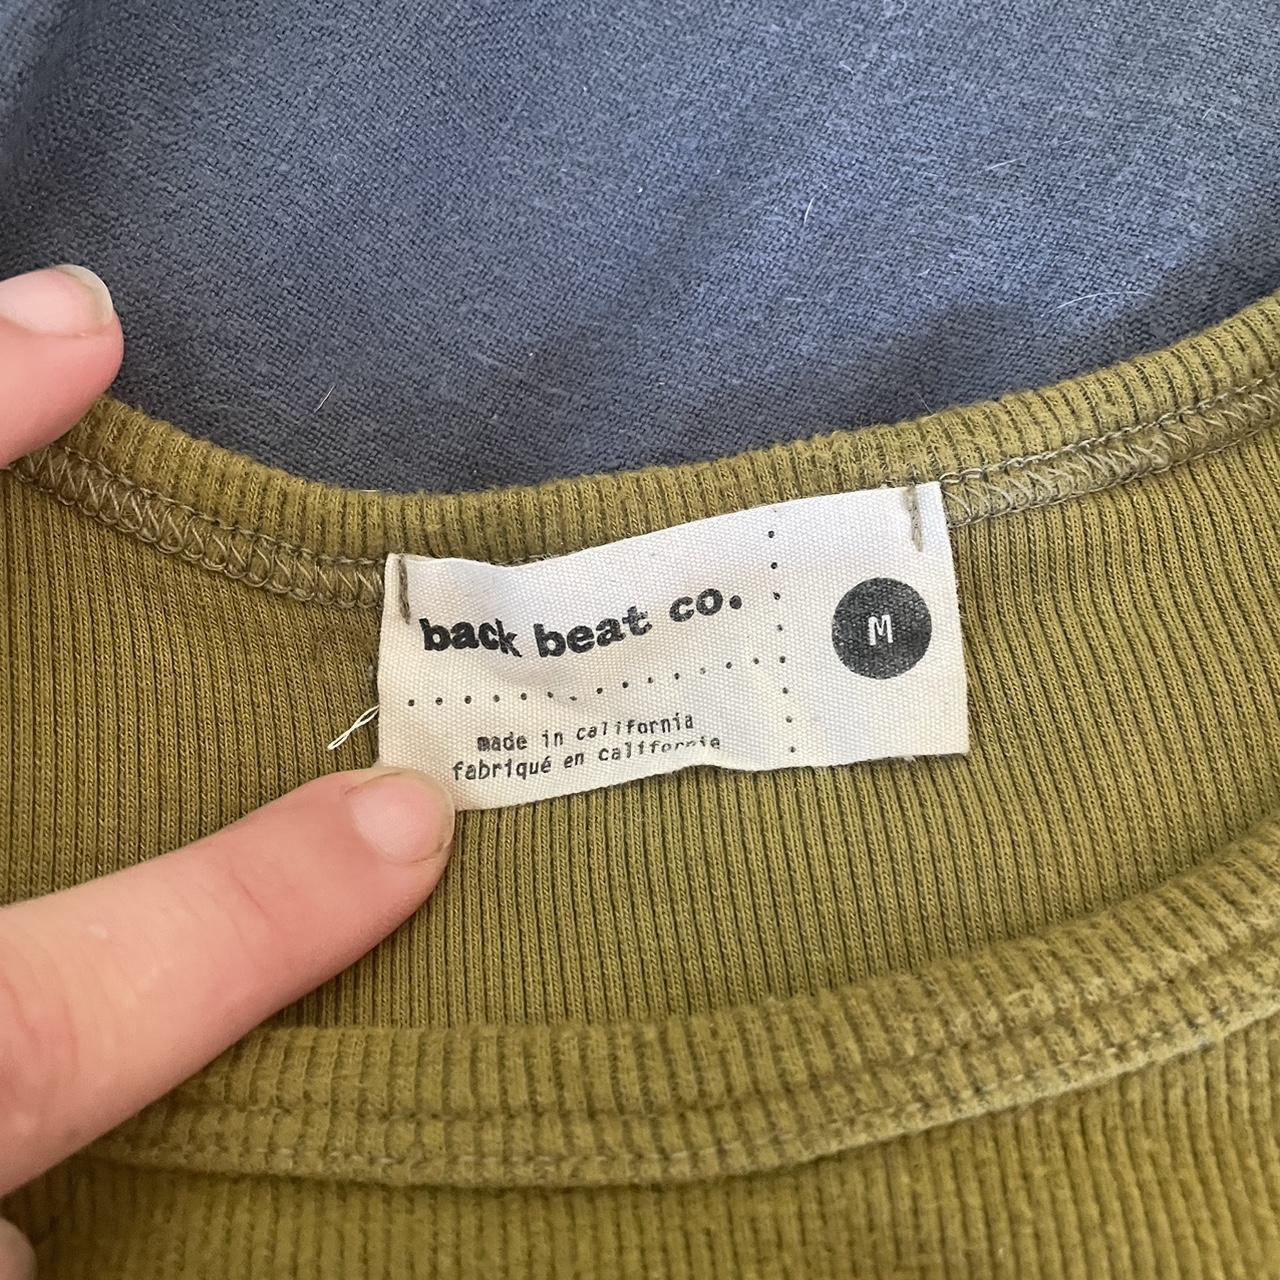 back beat co.
M
made in california
fabriqué en california